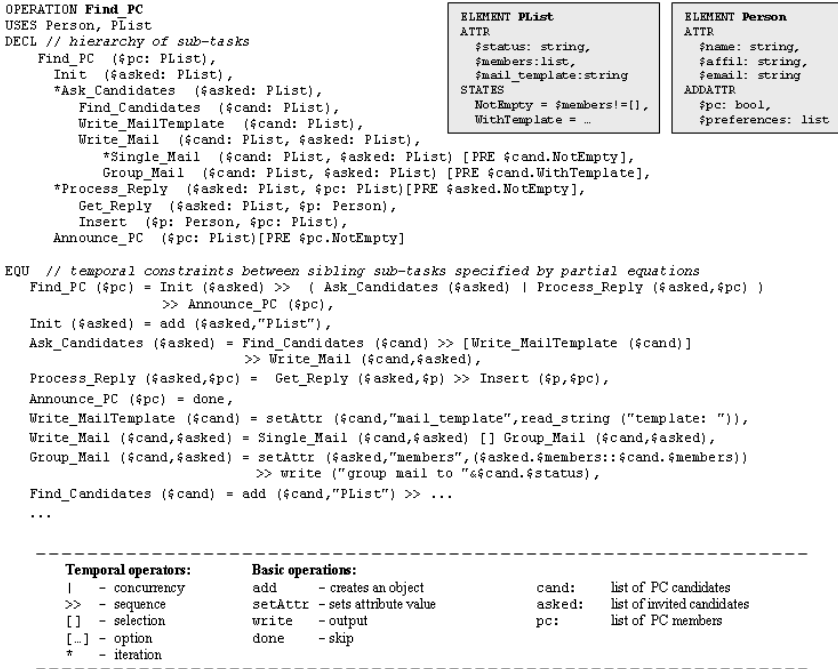 OPERATION Find_PC
USES Person, PList
DECL // hierarchy of sub-tasks
Find_PC ($pc: PList),
Init ($asked: PList),
*Ask_Candidates ($asked: PList),
Find_Candidates ($cand: PList),
Write_MailTemplate ($cand: PList),
Write_Mail ($cand: PList, $asked: PList),
*Single_Mail ($cand: PList, $asked: PList) [PRE $cand.NotEmpty],
Group_Mail ($cand: PList, $asked: PList) [PRE $cand.WithTemplate],
*Process_Reply ($asked: PList, $pc: PList)[PRE $asked.NotEmpty],
Get_Reply ($asked: PList, $p: Person),
Insert ($p: Person, $pc: PList),
Announce_PC ($pc: PList)[PRE $pc.NotEmpty]
ELEMENT PList
ATTR
$status: string,
$members:list,
$mail_template:string
STATES
NotEmpty = $members!=[],
WithTemplate = …
ELEMENT Person
ATTR
$name: string,
$affil: string,
$email: string
ADDATTR
$pc: bool,
$preferences: list
EQU // temporal constraints between sibling sub-tasks specified by partial equations
Find_PC ($pc) = Init ($asked) >> ( Ask_Candidates ($asked) | Process_Reply ($asked,$pc) )
>> Announce_PC ($pc),
Init ($asked) = add ($asked,"PList"),
Ask_Candidates ($asked) = Find_Candidates ($cand) >> [Write_MailTemplate ($cand)]
>> Write_Mail ($cand,$asked),
Process_Reply ($asked,$pc) = Get_Reply ($asked,$p) >> Insert ($p,$pc),
Announce_PC ($pc) = done,
Write_MailTemplate ($cand) = setAttr ($cand,"mail_template",read_string ("template: ")),
Write_Mail ($cand,$asked) = Single_Mail ($cand,$asked) [] Group_Mail ($cand,$asked),
Group_Mail ($cand,$asked) = setAttr ($asked,"members",($asked.$members::$cand.$members))
>> write ("group mail to "&$cand.$status),
Find_Candidates ($cand) = add ($cand,"PList") >> ...
...
Temporal operators:
| – concurrency
>> – sequence
[] – selection
[…] – option
* – iteration
Basic operations:
add – creates an object
setAttr – sets attribute value
write – output
done – skip
cand: list of PC candidates
asked: list of invited candidates
pc: list of PC members